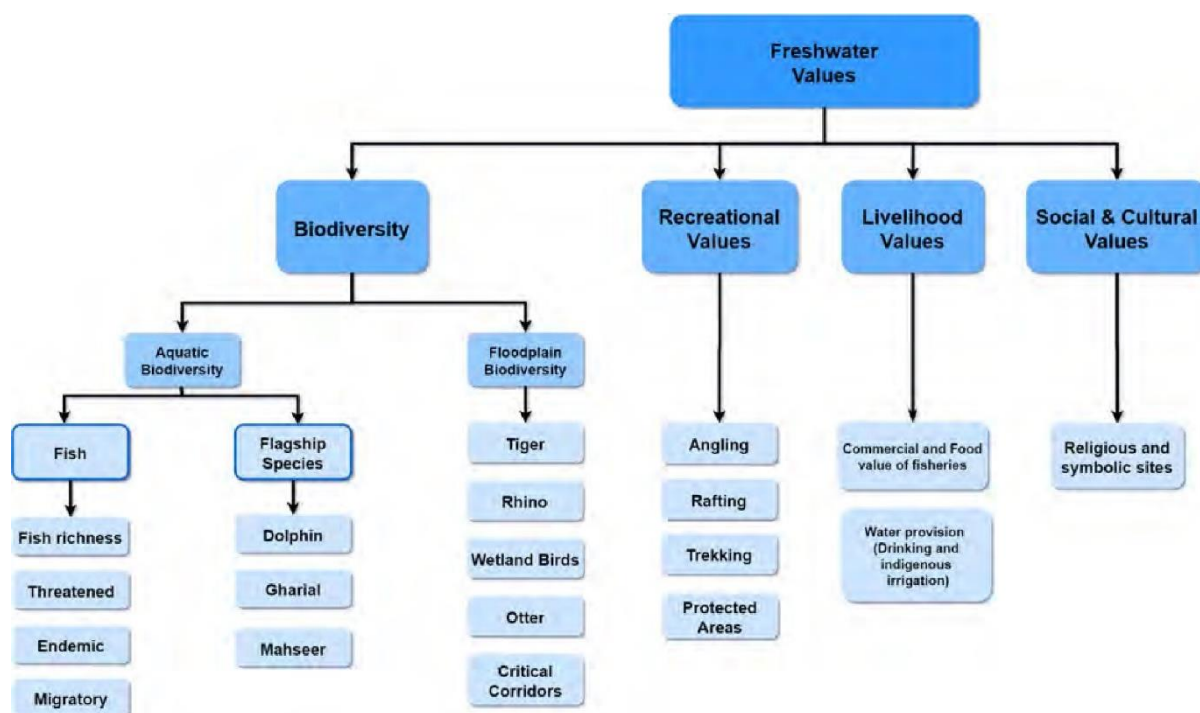 Freshwater
Values
Biodiversity
Recreational
Values
Livelihood
Values
Social & Cultural
Values
Aquatic
Biodiversity
Floodplain
Biodiversity
Fish
Flagship
Species
Fish richness
Threatened
Endemic
Migratory
Dolphin
Gharial
Mahseer
Tiger
Rhino
Wetland Birds
Otter
Critical
Corridors
Angling
Rafting
Trekking
Protected
Areas
Commercial and Food
value of fisheries
Water provision
(Drinking and
indigenous
irrigation)
Religious and
symbolic sites